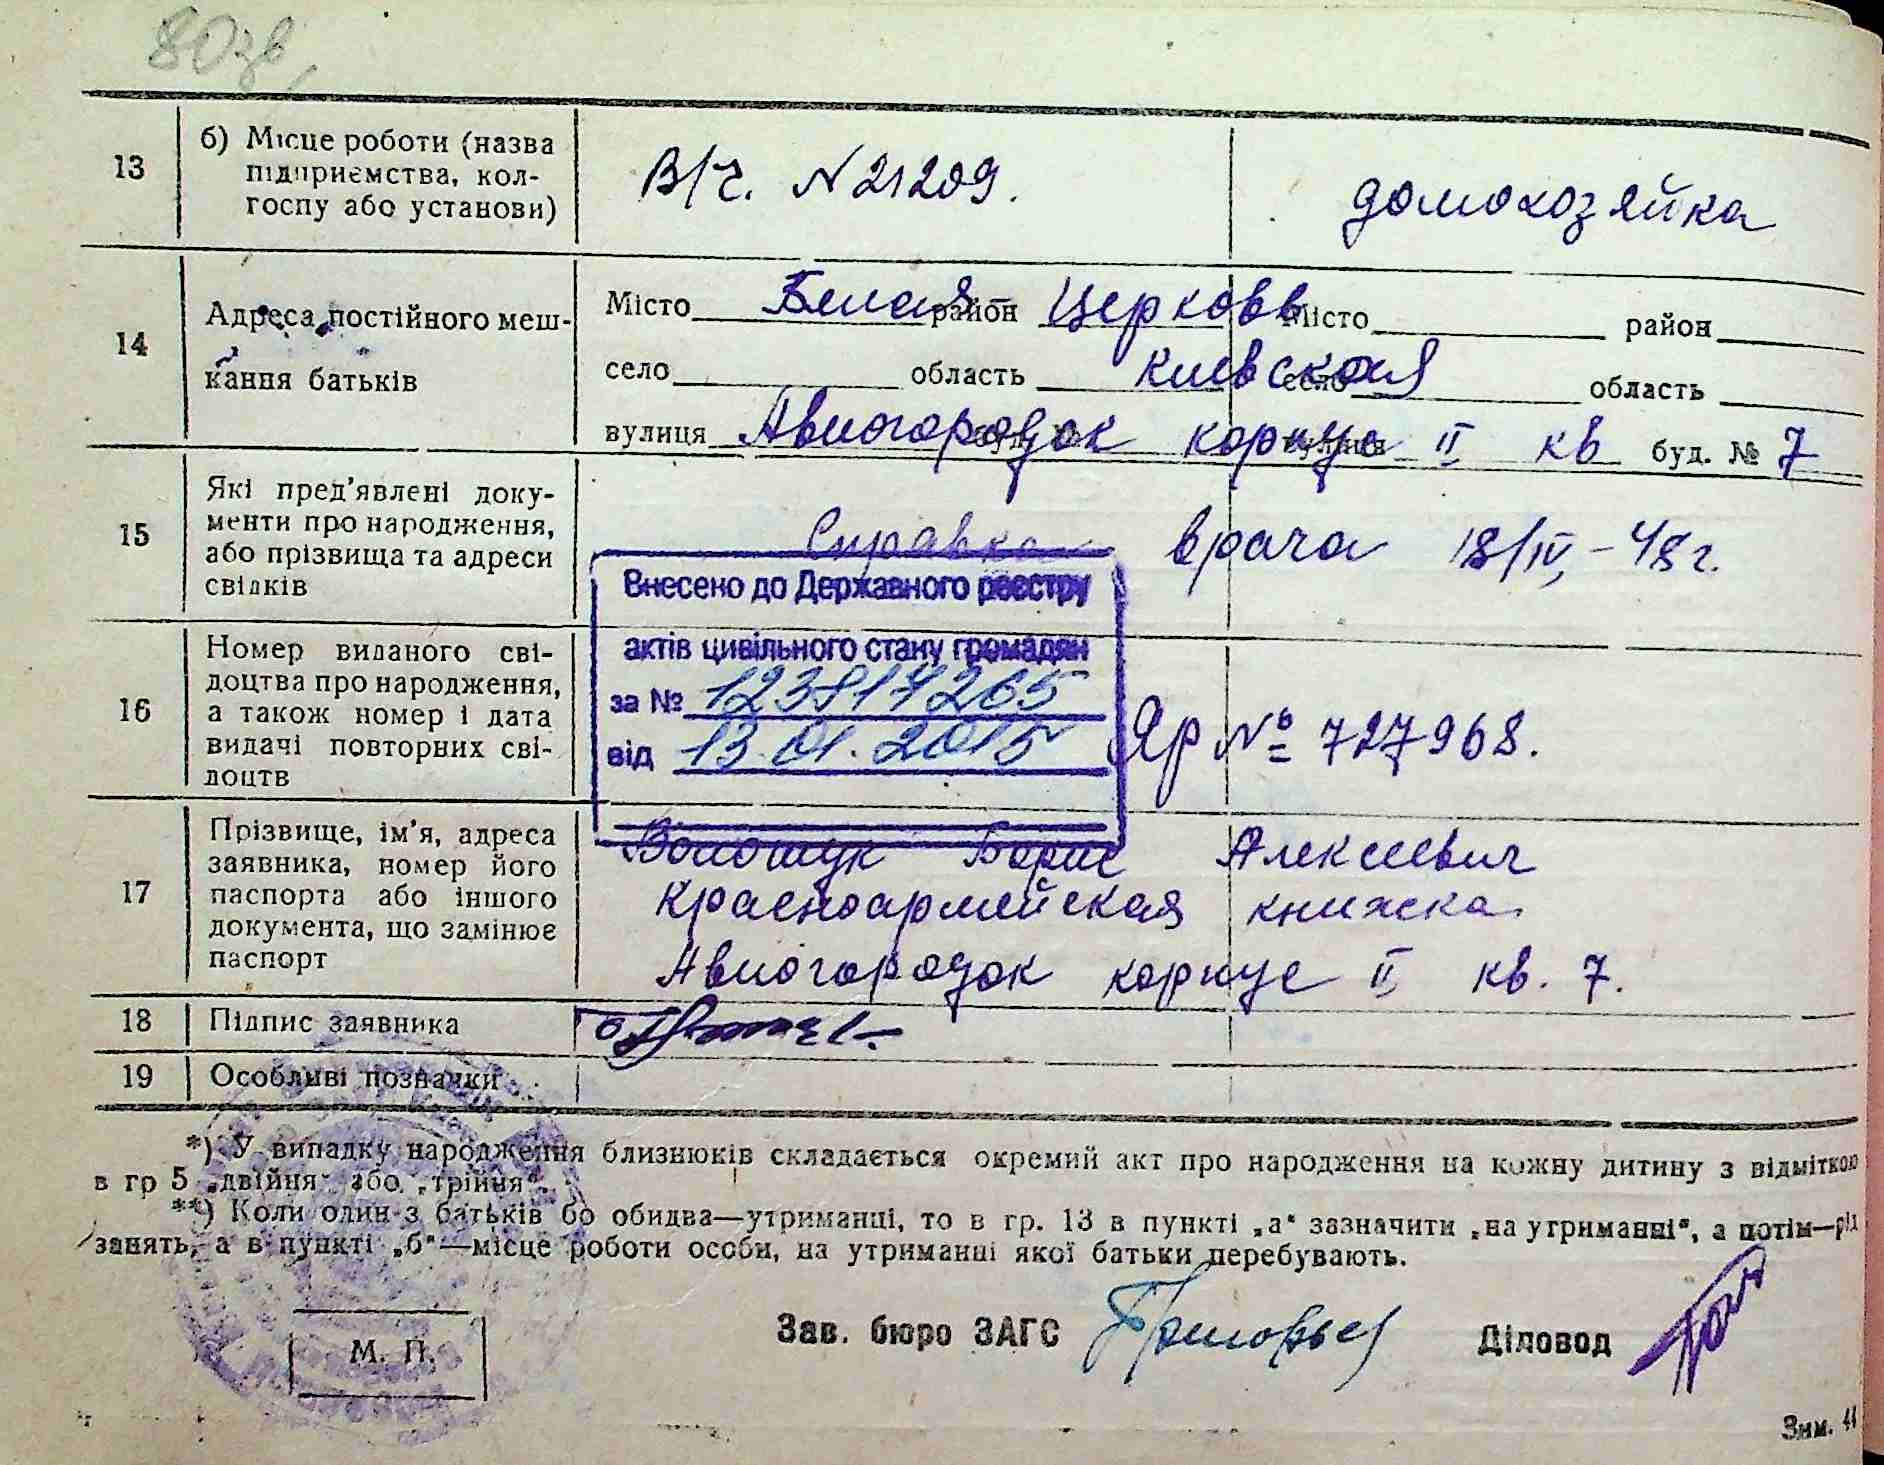 80зв,
13 б) Місце роботи (назва підприємства, колгоспу або установи) В/ч. N 21209. домохозяйка
14 Адреса постійного мешкання батьків
Місто Белая район Церковь Місто район
село область Киевская село область
вулиця Авиогородок корпус II кв буд. № 7
15 Які пред'явлені документи про народження, або прізвища та адреси свідків
Справка врача 18/IV,-48г.
Внесено до Державного реєстру
актів цивільного стану громадян
за №
від 13.01.2015
16 Номер виданого свідоцтва про народження, а також номер і дата видачі повторних свідоцтв
Яр № 727968.
17 Прізвище, ім'я, адреса заявника, номер його паспорта або іншого документа, що замінює паспорт
Волощук Борис Алексеевич
Красноармейская книжка
Авиогородок корпус II кв. 7.
18 Підпис заявника
19 Особливі позначки
*) У випадку народження близнюків складається окремий акт про народження на кожну дитину з відміткою
в гр 5 „двійня“ або „трійня“.
**) Коли один з батьків бо обидва—утриманці, то в гр. 13 в пункті „а“ зазначити „на утриманні“, а потім—рід
занять, а в пункті „б“—місце роботи особи, на утриманні якої батьки перебувають.
М. П.
Зав. бюро ЗАГС Діловод
Зим. 44